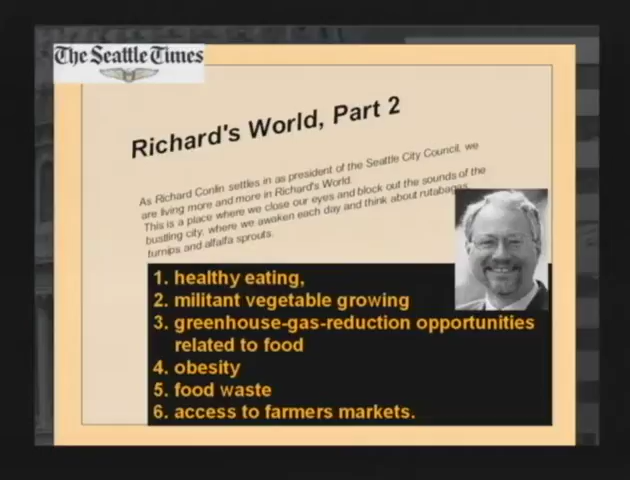 The Seattle Times
Richard's World, Part 2
As Richard Conlin settles in as president of the Seattle City Council, we
are living more and more in Richard's World.
This is a place where we close our eyes and block out the sounds of the
bustling city, where we awaken each day and think about rutabagas,
turnips and alfalfa sprouts.
1. healthy eating,
2. militant vegetable growing
3. greenhouse-gas-reduction opportunities
related to food
4. obesity
5. food waste
6. access to farmers markets.